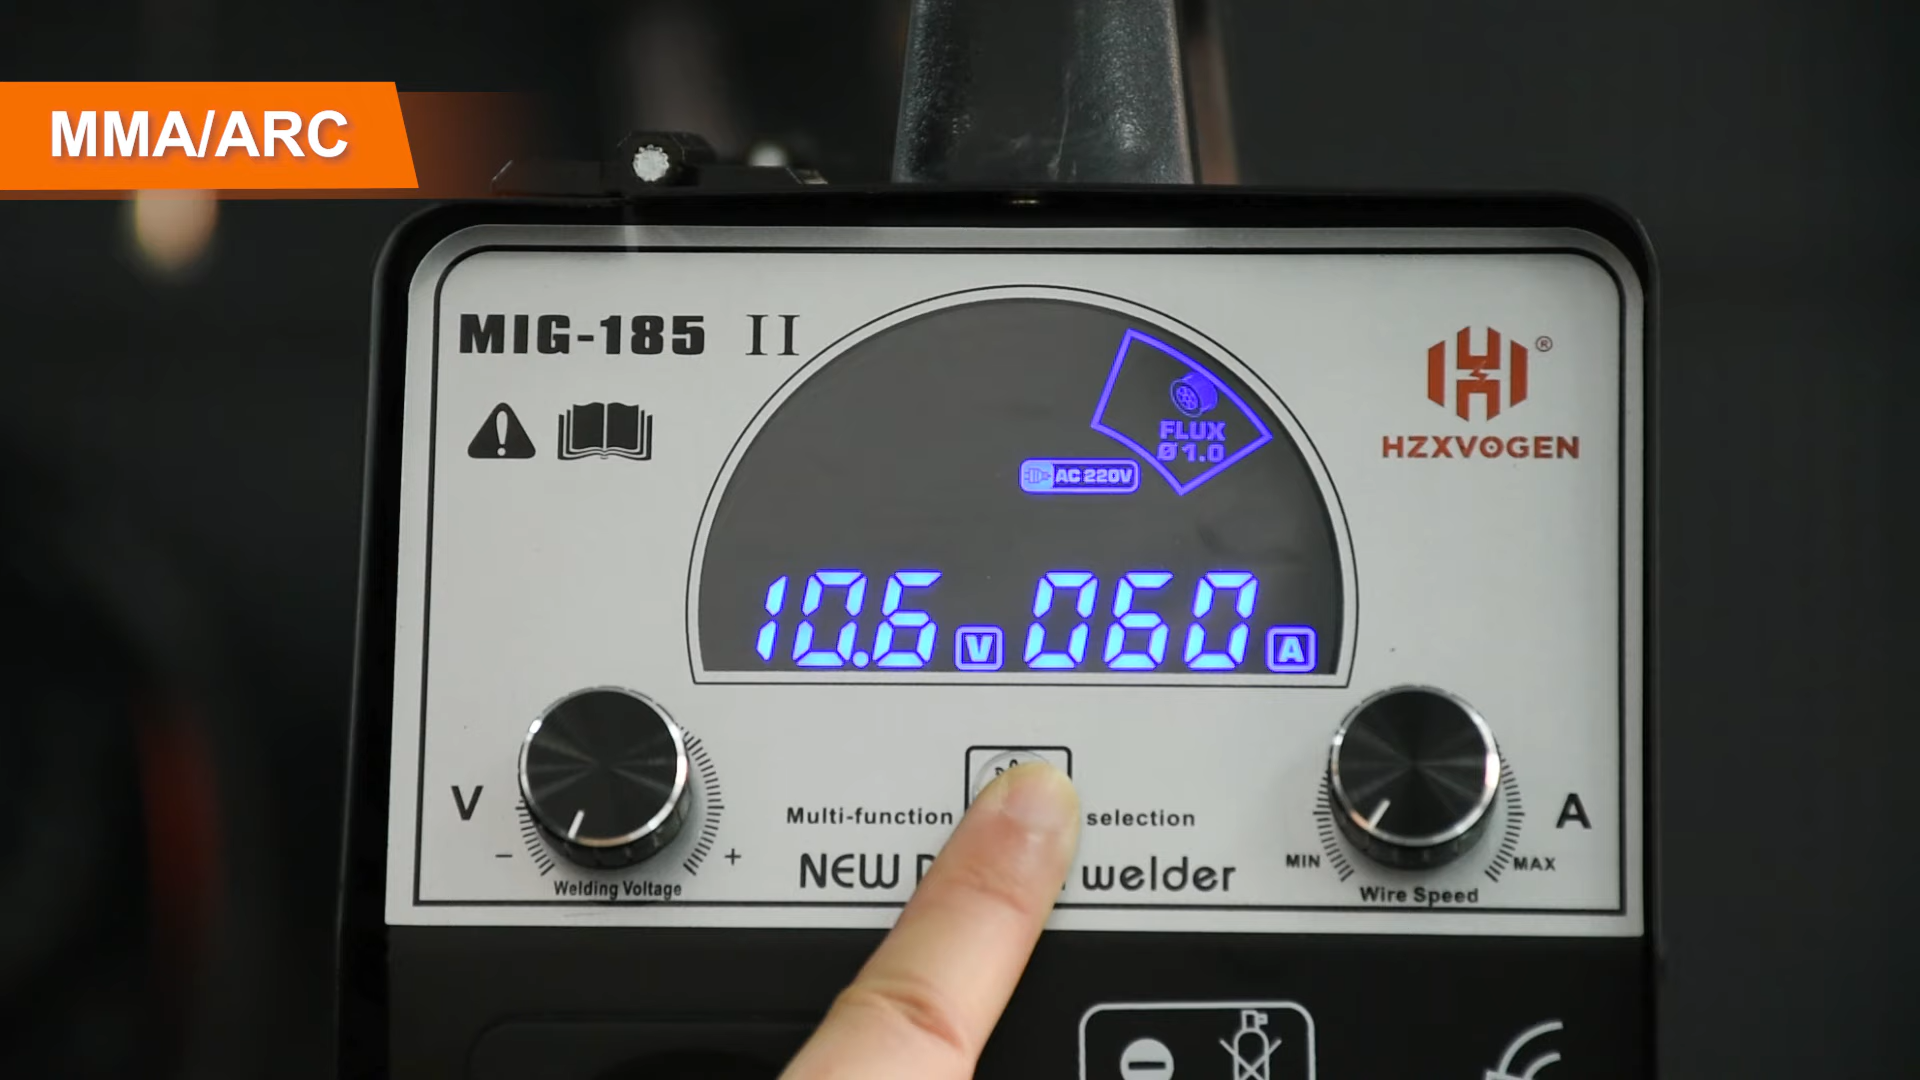 MMA/ARC
MIG-185 II
®
HZXVOGEN
FLUX
Ø1.0
AC 220V
10.6 V 060 A
V
A
Multi-function selection
− +
MIN MAX
Welding Voltage
Wire Speed
NEW welder